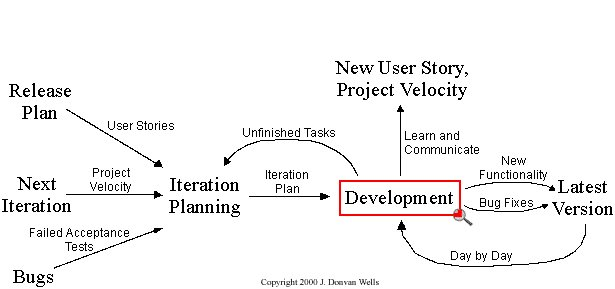 New User Story,
Project Velocity
Release
Plan
User Stories
Unfinished Tasks
Learn and
Communicate
Project
Velocity
Iteration
Plan
New
Functionality
Next
Iteration
Iteration
Planning
Development
Bug Fixes
Latest
Version
Failed Acceptance
Tests
Day by Day
Bugs
Copyright 2000 J. Donvan Wells